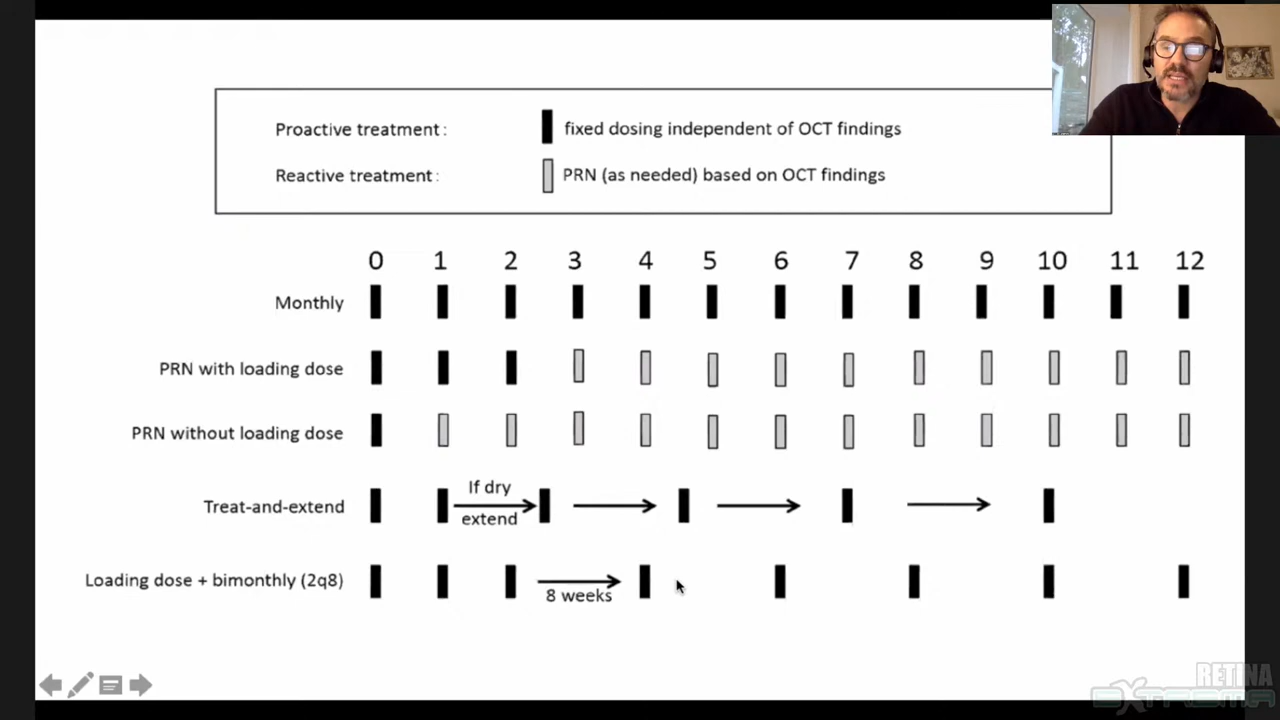 Proactive treatment: fixed dosing independent of OCT findings
Reactive treatment: PRN (as needed) based on OCT findings
0 1 2 3 4 5 6 7 8 9 10 11 12
Monthly
PRN with loading dose
PRN without loading dose
If dry
Treat-and-extend
extend
Loading dose + bimonthly (2q8)
8 weeks
RETINA
EXTREMA